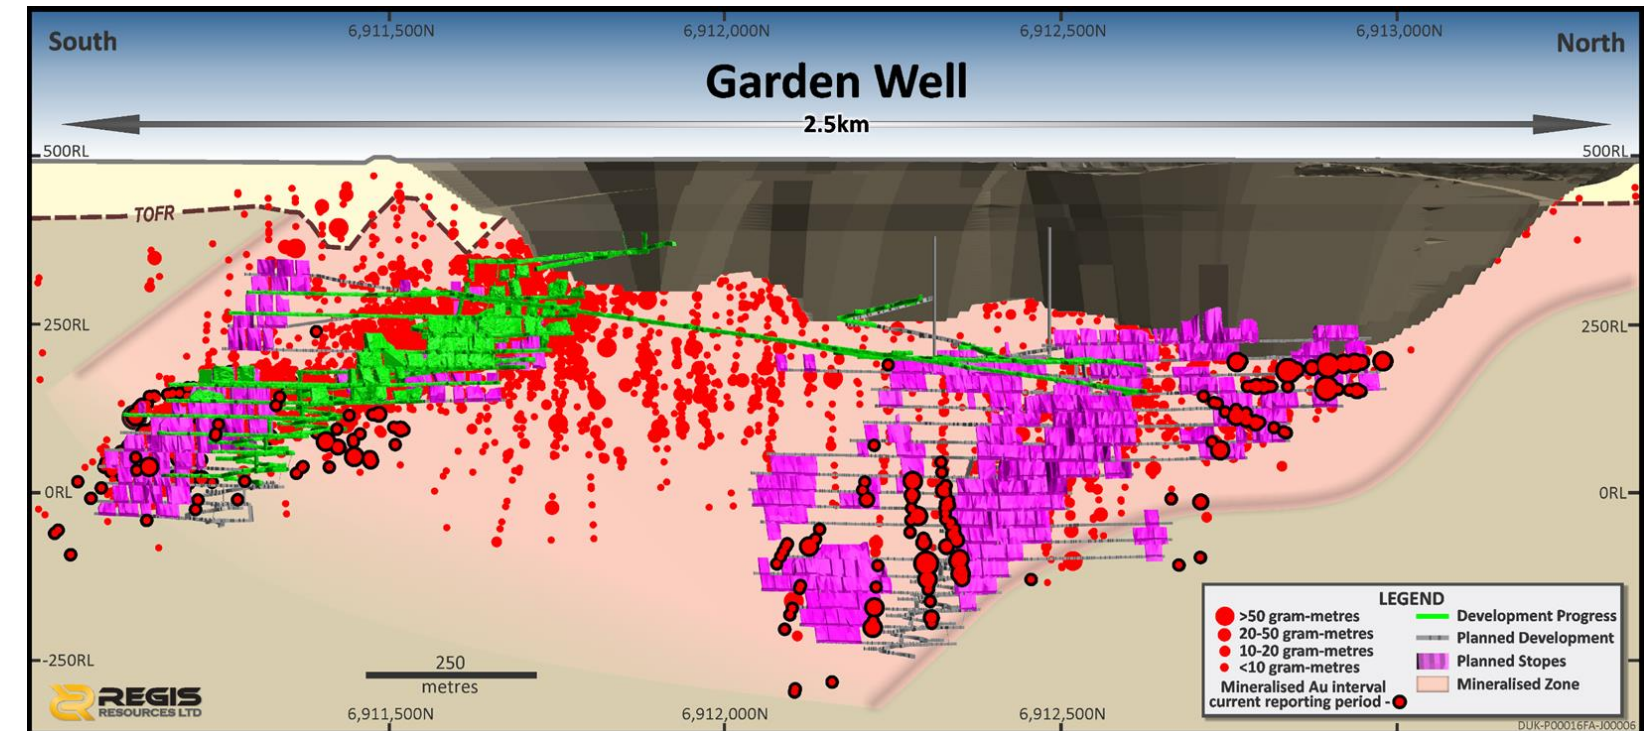 South
6,911,500N
6,912,000N
6,912,500N
6,913,000N
North
Garden Well
2.5km
500RL
500RL
TOFR
250RL
250RL
0RL
0RL
-250RL
250
metres
REGIS
RESOURCES LTD
6,911,500N
6,912,000N
6,912,500N
LEGEND
>50 gram-metres
20-50 gram-metres
10-20 gram-metres
<10 gram-metres
Mineralised Au interval
current reporting period -
Development Progress
Planned Development
Planned Stopes
Mineralised Zone
DUK-P00016FA-J00006